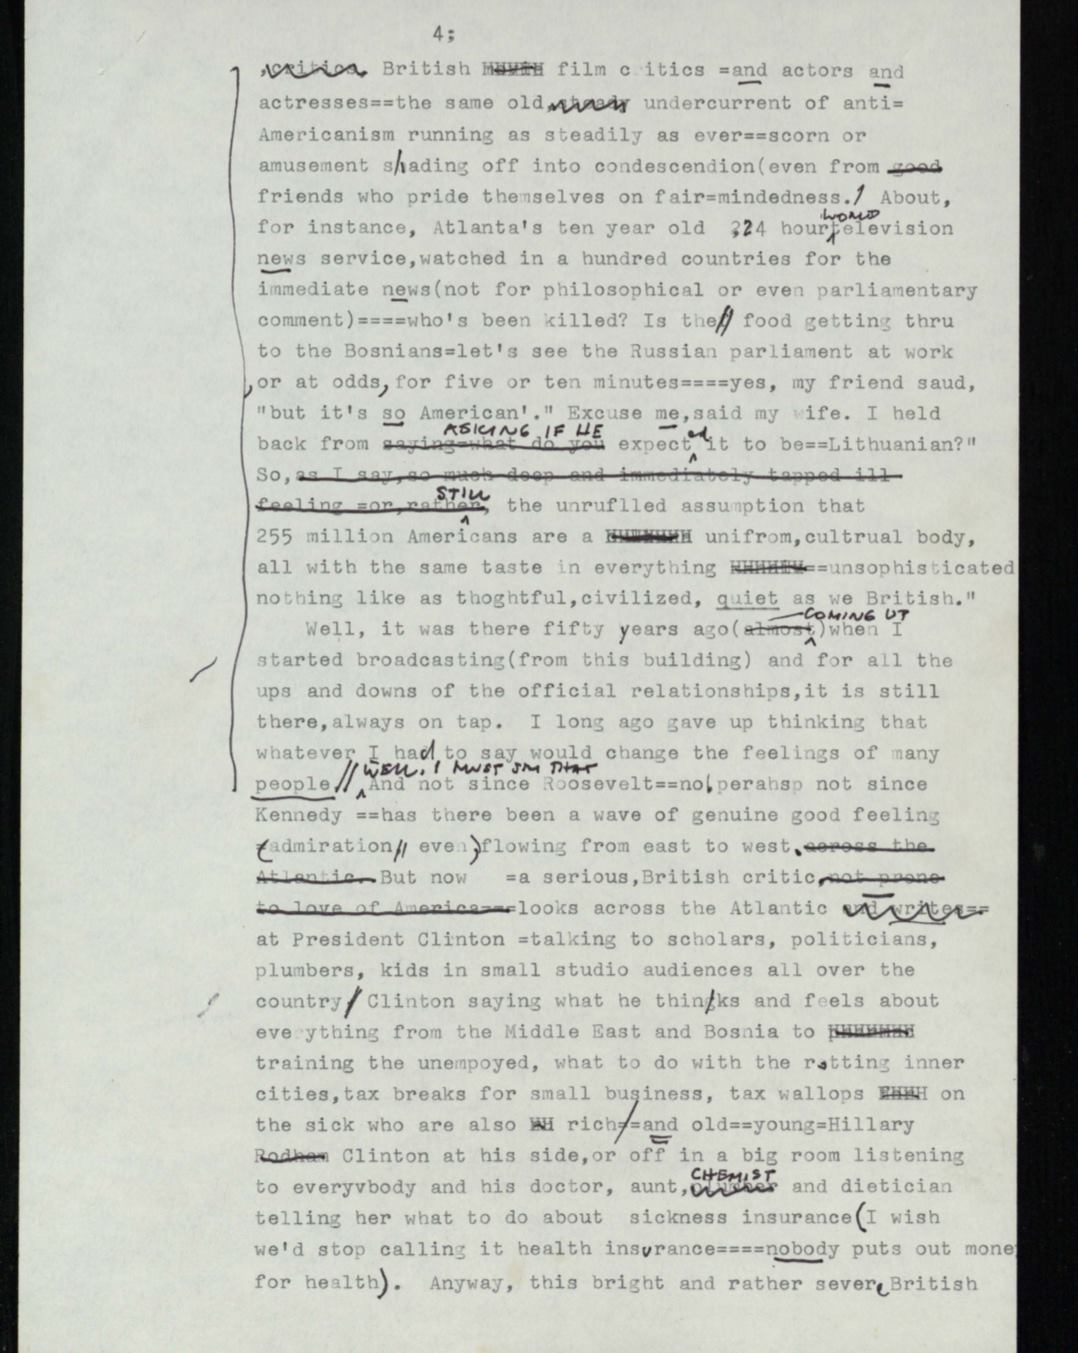 4;
,critics. British film c itics =and actors and
actresses==the same old, steady undercurrent of anti=
Americanism running as steadily as ever==scorn or
amusement shading off into condescendion(even from good
friends who pride themselves on fair=mindedness./ About,
WORLD
for instance, Atlanta's ten year old 24 hour television
news service,watched in a hundred countries for the
immediate news(not for philosophical or even parliamentary
comment)====who's been killed? Is the// food getting thru
to the Bosnians=let's see the Russian parliament at work
,or at odds, for five or ten minutes====yes, my friend saud,
"but it's so American'." Excuse me,said my wife. I held
ASKING IF HE ed
back from saying=what do you expect it to be==Lithuanian?"
So,as I say,so much deep and immediately tapped ill
STILL
feeling =or,rather, the unruflled assumption that
255 million Americans are a unifrom,cultrual body,
all with the same taste in everything ==unsophisticated
nothing like as thoghtful,civilized, quiet as we British."
COMING UP
Well, it was there fifty years ago(almost)when I
started broadcasting(from this building) and for all the
ups and downs of the official relationships,it is still
there,always on tap. I long ago gave up thinking that
whatever I had to say would change the feelings of many
WELL, I MUST SAY THAT
people.// And not since Roosevelt==no,perahsp not since
Kennedy ==has there been a wave of genuine good feeling
(admiration// even)flowing from east to west.across the
Atlantic. But now =a serious,British critic,not prone
to love of America===looks across the Atlantic and writes==
at President Clinton =talking to scholars, politicians,
plumbers, kids in small studio audiences all over the
country/ Clinton saying what he thin/ks and feels about
eve ything from the Middle East and Bosnia to
training the unempoyed, what to do with the rotting inner
cities,tax breaks for small business, tax wallops on
the sick who are also rich/==and old==young=Hillary
Rodham Clinton at his side,or off in a big room listening
CHEMIST
to everyvbody and his doctor, aunt,plumber and dietician
telling her what to do about sickness insurance(I wish
we'd stop calling it health insurance====nobody puts out mone
for health). Anyway, this bright and rather severe British